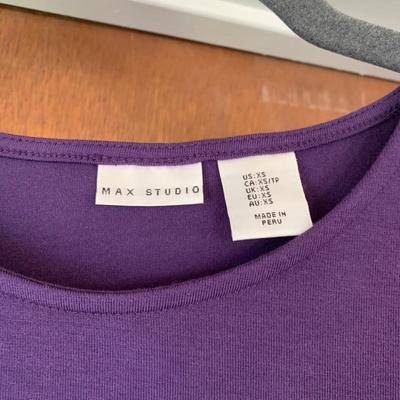 MAX STUDIO
US:XS
CA:XS/TP
UK:XS
EU:XS
AU:XS
MADE IN
PERU